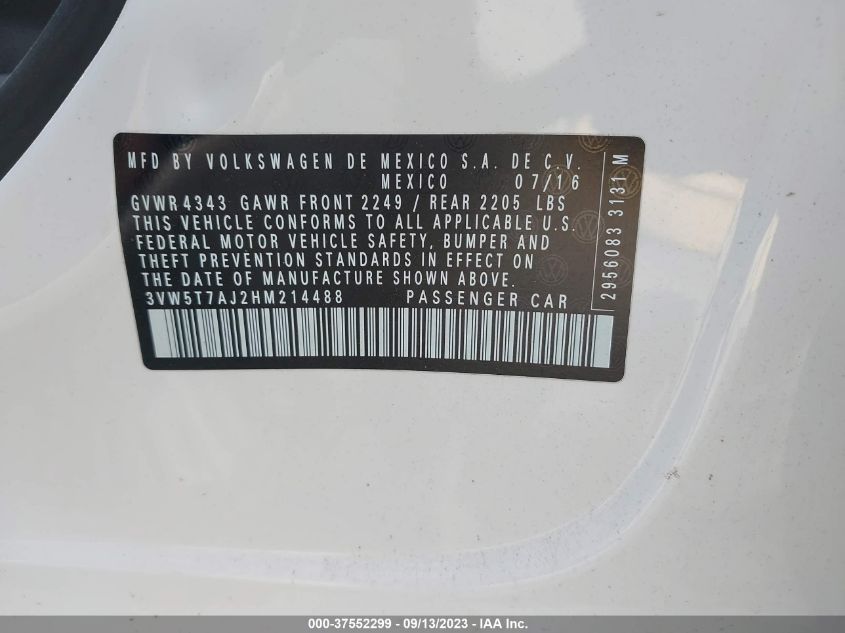 MFD BY VOLKSWAGEN DE MEXICO S.A. DE C.V.
MEXICO 07/16
GVWR 4343 GAWR FRONT 2249 / REAR 2205 LBS
THIS VEHICLE CONFORMS TO ALL APPLICABLE U.S.
FEDERAL MOTOR VEHICLE SAFETY, BUMPER AND
THEFT PREVENTION STANDARDS IN EFFECT ON
THE DATE OF MANUFACTURE SHOWN ABOVE.
3VW5T7AJ2HM214488 PASSENGER CAR
2956083 3131 M
000-37552299 - 09/13/2023 - IAA Inc.